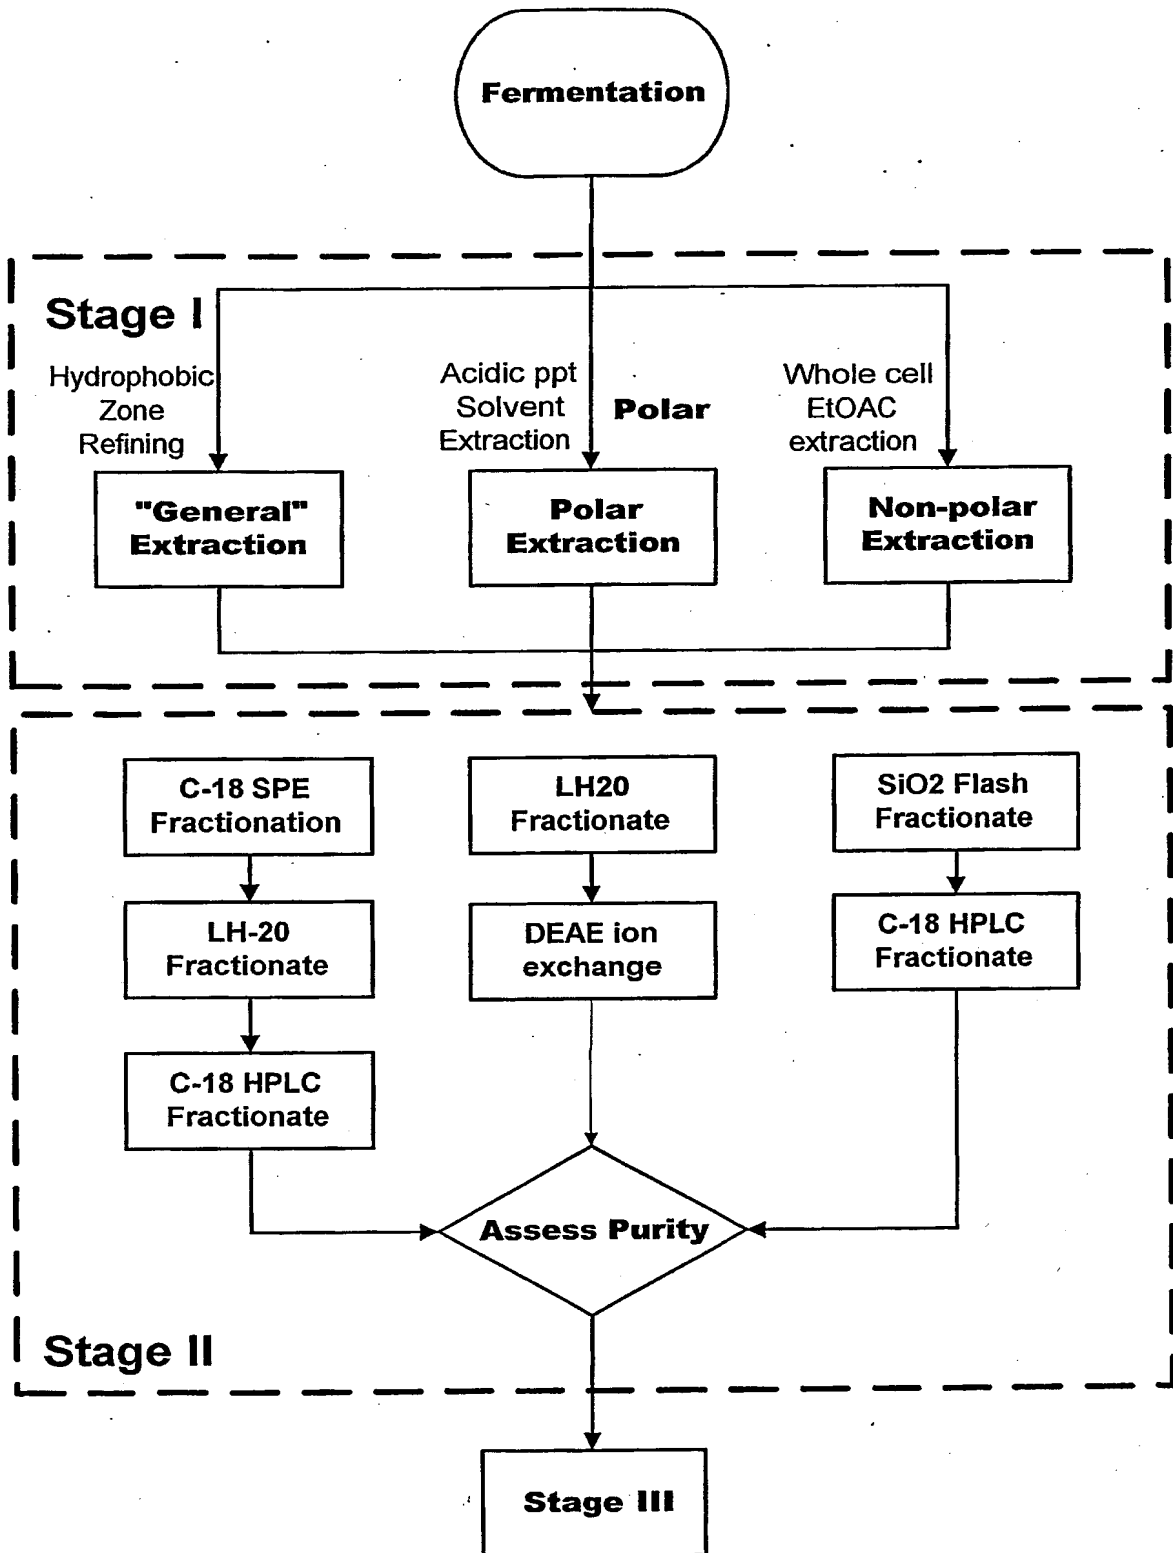 Fermentation
Stage I
Hydrophobic
Zone
Refining
Acidic ppt
Solvent
Extraction
Polar
Whole cell
EtOAC
extraction
"General"
Extraction
Polar
Extraction
Non-polar
Extraction
C-18 SPE
Fractionation
LH20
Fractionate
SiO2 Flash
Fractionate
LH-20
Fractionate
DEAE ion
exchange
C-18 HPLC
Fractionate
C-18 HPLC
Fractionate
Assess Purity
Stage II
Stage III